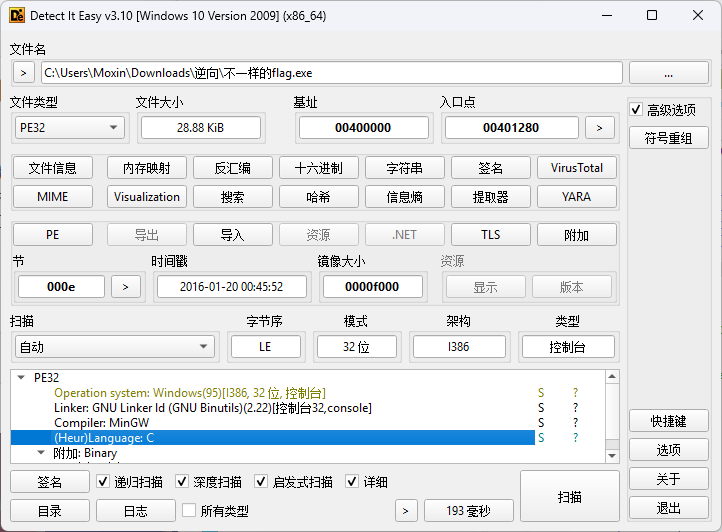 Detect It Easy v3.10 [Windows 10 Version 2009] (x86_64)
文件名
> C:\Users\Moxin\Downloads\逆向\不一样的flag.exe ...
文件类型 文件大小 基址 入口点
PE32 28.88 KiB 00400000 00401280 >
高级选项
符号重组
文件信息 内存映射 反汇编 十六进制 字符串 签名 VirusTotal
MIME Visualization 搜索 哈希 信息熵 提取器 YARA
PE 导出 导入 资源 .NET TLS 附加
节 时间戳 镜像大小 资源
000e > 2016-01-20 00:45:52 0000f000 显示 版本
扫描 字节序 模式 架构 类型
自动 LE 32 位 I386 控制台
PE32
Operation system: Windows(95)[I386, 32 位, 控制台] S ?
Linker: GNU Linker ld (GNU Binutils)(2.22)[控制台32,console] S ?
Compiler: MinGW S ?
(Heur)Language: C S ?
附加: Binary
快捷键
选项
关于
退出
签名 递归扫描 深度扫描 启发式扫描 详细 扫描
目录 日志 所有类型 > 193 毫秒